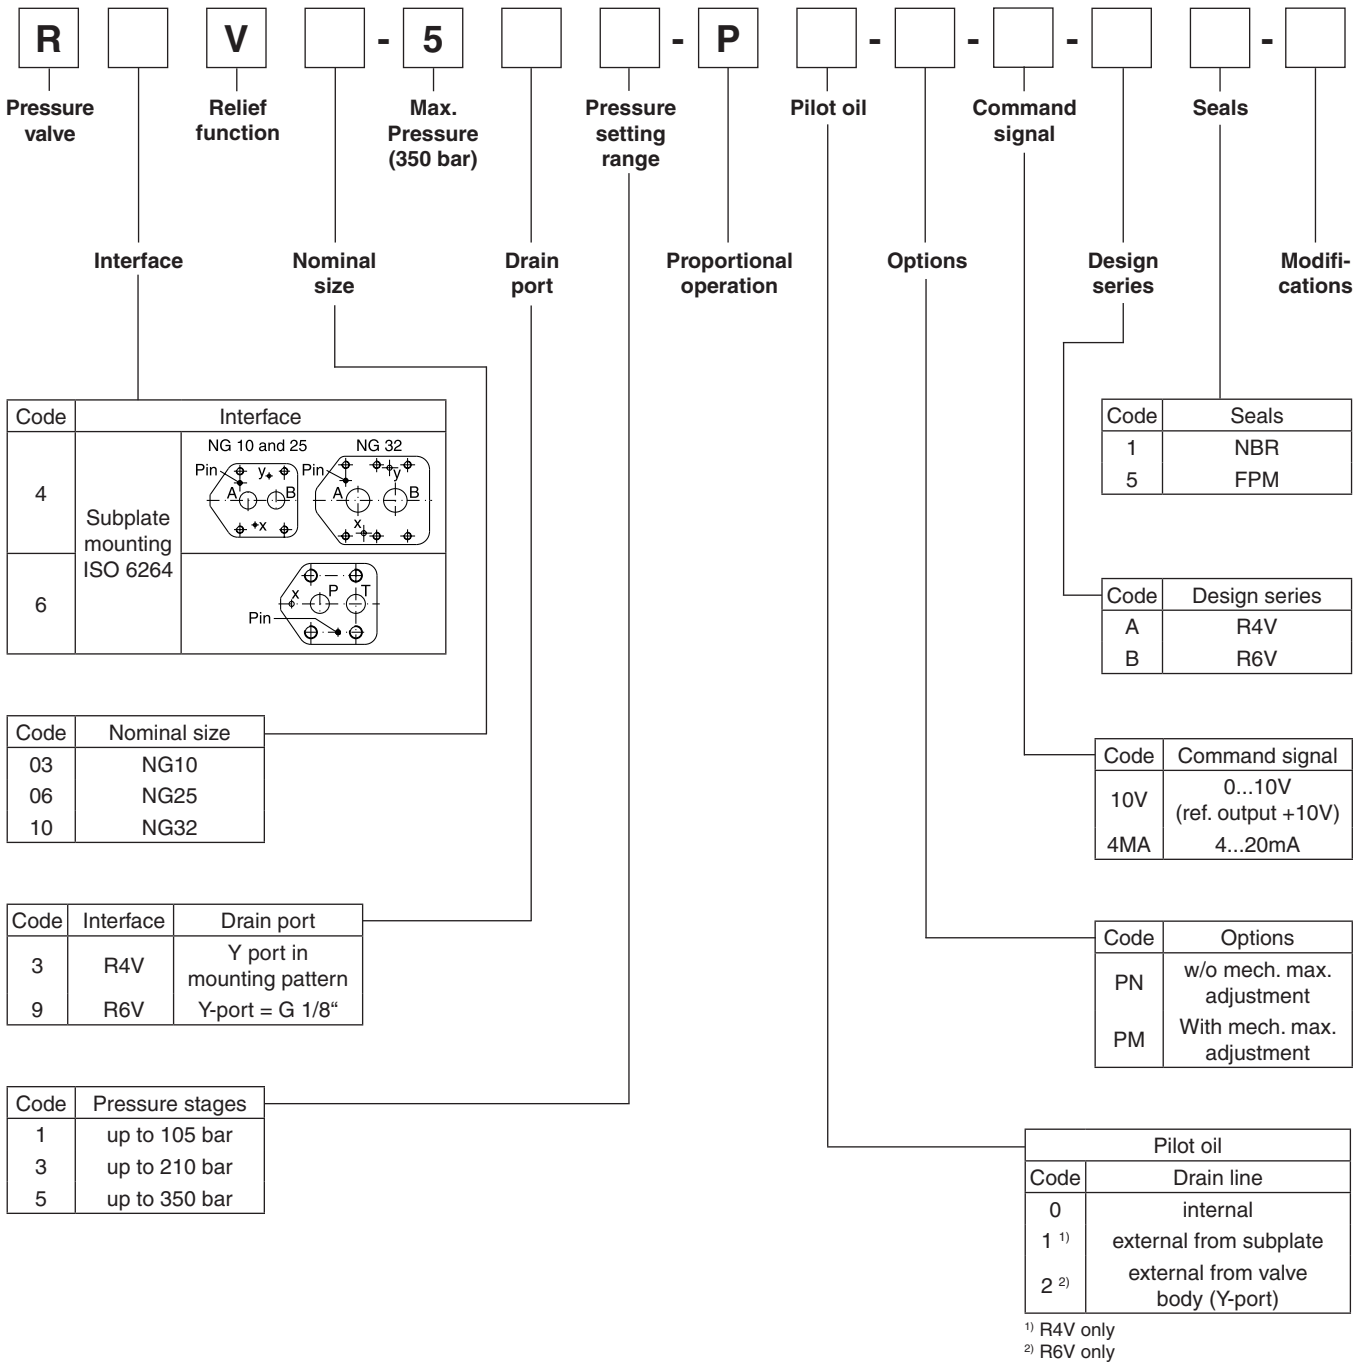 R V - 5 - P - - - -
Pressure valve
Relief function
Max. Pressure (350 bar)
Pressure setting range
Pilot oil
Command signal
Seals
Interface
Nominal size
Drain port
Proportional operation
Options
Design series
Modifi-cations
Code Interface
4
Subplate mounting ISO 6264
NG 10 and 25
NG 32
Pin y A B x
Pin y A B x
6
x P T
Pin
Code Seals
1 NBR
5 FPM
Code Design series
A R4V
B R6V
Code Nominal size
03 NG10
06 NG25
10 NG32
Code Command signal
10V 0...10V
(ref. output +10V)
4MA 4...20mA
Code Interface Drain port
3 R4V Y port in
mounting pattern
9 R6V Y-port = G 1/8“
Code Options
PN w/o mech. max.
adjustment
PM With mech. max.
adjustment
Code Pressure stages
1 up to 105 bar
3 up to 210 bar
5 up to 350 bar
Pilot oil
Code Drain line
0 internal
1 1) external from subplate
2 2) external from valve
body (Y-port)
1) R4V only
2) R6V only